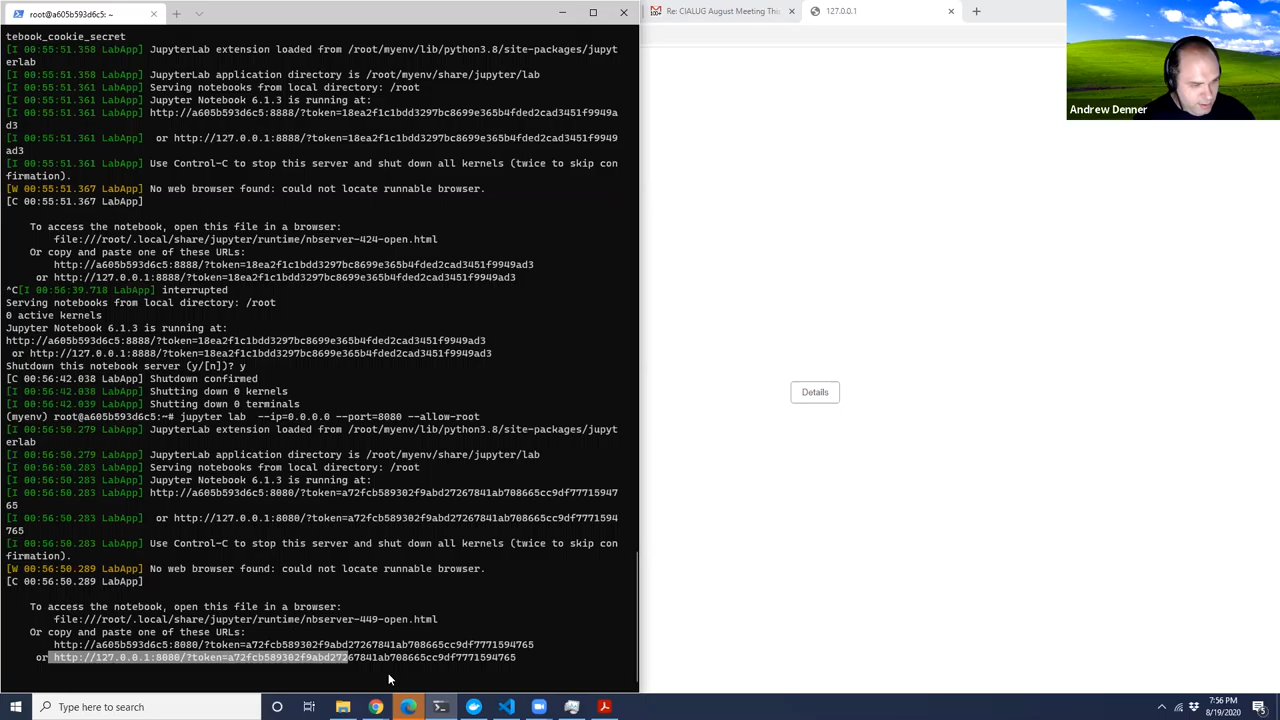 root@a605b593d6c5: ~
Re: CIALUG August Meeting This
127.0.0.1
Andrew Denner
tebook_cookie_secret
[I 00:55:51.358 LabApp] JupyterLab extension loaded from /root/myenv/lib/python3.8/site-packages/jupyt
erlab
[I 00:55:51.358 LabApp] JupyterLab application directory is /root/myenv/share/jupyter/lab
[I 00:55:51.361 LabApp] Serving notebooks from local directory: /root
[I 00:55:51.361 LabApp] Jupyter Notebook 6.1.3 is running at:
[I 00:55:51.361 LabApp] http://a605b593d6c5:8888/?token=18ea2f1c1bdd3297bc8699e365b4fded2cad3451f9949a
d3
[I 00:55:51.361 LabApp]  or http://127.0.0.1:8888/?token=18ea2f1c1bdd3297bc8699e365b4fded2cad3451f9949
ad3
[I 00:55:51.361 LabApp] Use Control-C to stop this server and shut down all kernels (twice to skip con
firmation).
[W 00:55:51.367 LabApp] No web browser found: could not locate runnable browser.
[C 00:55:51.367 LabApp]
To access the notebook, open this file in a browser:
file:///root/.local/share/jupyter/runtime/nbserver-424-open.html
Or copy and paste one of these URLs:
http://a605b593d6c5:8888/?token=18ea2f1c1bdd3297bc8699e365b4fded2cad3451f9949ad3
or http://127.0.0.1:8888/?token=18ea2f1c1bdd3297bc8699e365b4fded2cad3451f9949ad3
^C[I 00:56:39.718 LabApp] interrupted
Serving notebooks from local directory: /root
0 active kernels
Jupyter Notebook 6.1.3 is running at:
http://a605b593d6c5:8888/?token=18ea2f1c1bdd3297bc8699e365b4fded2cad3451f9949ad3
or http://127.0.0.1:8888/?token=18ea2f1c1bdd3297bc8699e365b4fded2cad3451f9949ad3
Shutdown this notebook server (y/[n])? y
[C 00:56:42.038 LabApp] Shutdown confirmed
[I 00:56:42.038 LabApp] Shutting down 0 kernels
[I 00:56:42.039 LabApp] Shutting down 0 terminals
(myenv) root@a605b593d6c5:~# jupyter lab  --ip=0.0.0.0 --port=8080 --allow-root
[I 00:56:50.279 LabApp] JupyterLab extension loaded from /root/myenv/lib/python3.8/site-packages/jupyt
erlab
[I 00:56:50.279 LabApp] JupyterLab application directory is /root/myenv/share/jupyter/lab
[I 00:56:50.283 LabApp] Serving notebooks from local directory: /root
[I 00:56:50.283 LabApp] Jupyter Notebook 6.1.3 is running at:
[I 00:56:50.283 LabApp] http://a605b593d6c5:8080/?token=a72fcb589302f9abd27267841ab708665cc9df77715947
65
[I 00:56:50.283 LabApp]  or http://127.0.0.1:8080/?token=a72fcb589302f9abd27267841ab708665cc9df7771594
765
[I 00:56:50.283 LabApp] Use Control-C to stop this server and shut down all kernels (twice to skip con
firmation).
[W 00:56:50.289 LabApp] No web browser found: could not locate runnable browser.
[C 00:56:50.289 LabApp]
To access the notebook, open this file in a browser:
file:///root/.local/share/jupyter/runtime/nbserver-449-open.html
Or copy and paste one of these URLs:
http://a605b593d6c5:8080/?token=a72fcb589302f9abd27267841ab708665cc9df7771594765
or http://127.0.0.1:8080/?token=a72fcb589302f9abd27267841ab708665cc9df7771594765
Details
Type here to search
7:56 PM
8/19/2020
5